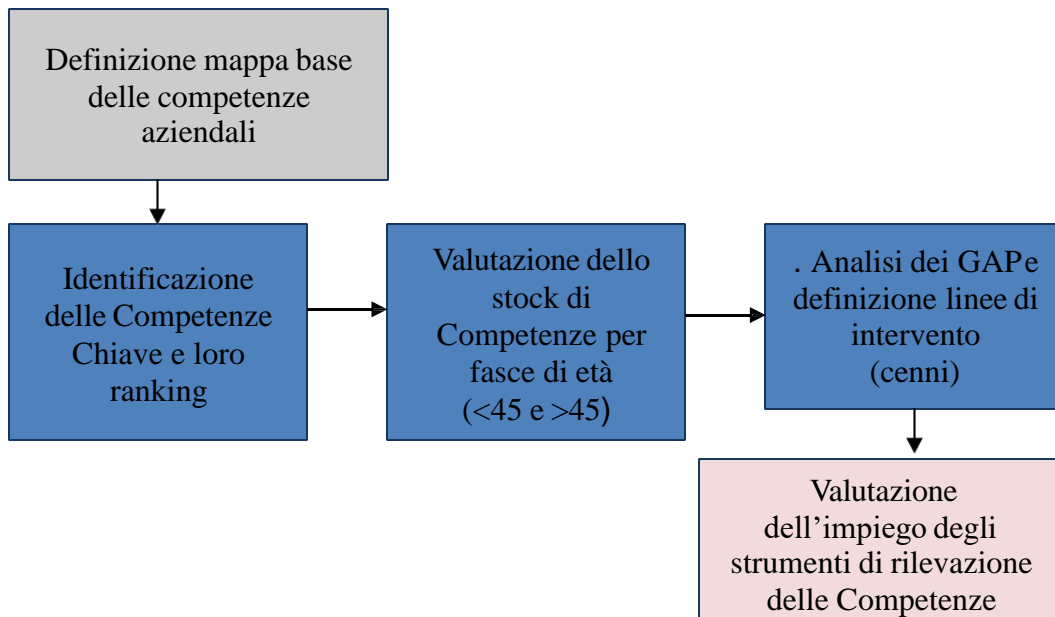 Definizione mappa base
delle competenze
aziendali
Identificazione
delle Competenze
Chiave e loro
ranking
Valutazione dello
stock di
Competenze per
fasce di età
(<45 e >45)
. Analisi dei GAP e
definizione linee di
intervento
(cenni)
Valutazione
dell’impiego degli
strumenti di rilevazione
delle Competenze